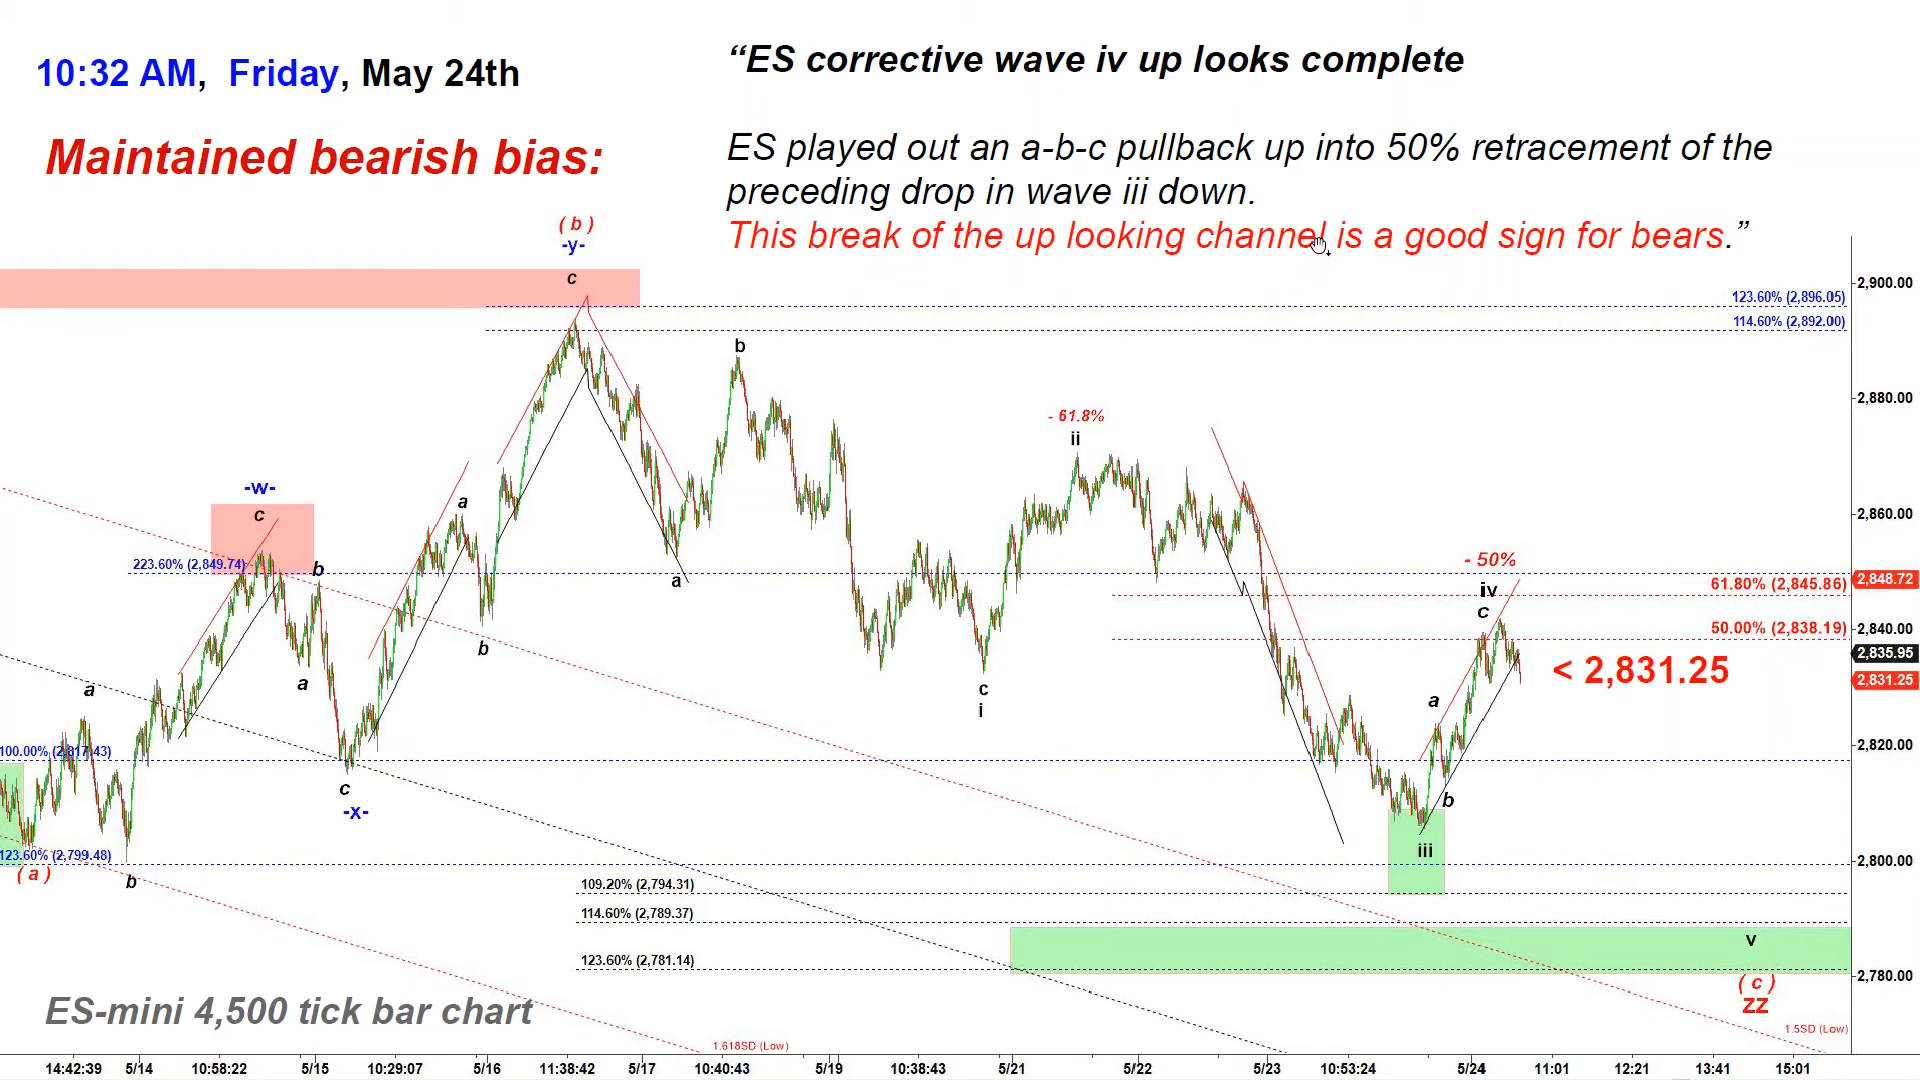 10:32 AM, Friday, May 24th
“ES corrective wave iv up looks complete
Maintained bearish bias:
ES played out an a-b-c pullback up into 50% retracement of the
preceding drop in wave iii down.
This break of the up looking channel is a good sign for bears.”
( b )
-y-
c
2,900.00
123.60% (2,896.05)
114.60% (2,892.00)
b
2,880.00
- 61.8%
ii
-w-
c
a
2,860.00
- 50%
223.60% (2,849.74)
b
a
iv
c
2,848.72
61.80% (2,845.86)
50.00% (2,838.19)
2,840.00
b
2,835.95
< 2,831.25
2,831.25
a
a
c
i
a
100.00% (2,817.43)
2,820.00
c
-x-
b
123.60% (2,799.48)
iii
2,800.00
( a )
b
109.20% (2,794.31)
114.60% (2,789.37)
v
123.60% (2,781.14)
2,780.00
( c )
ZZ
ES-mini 4,500 tick bar chart
1.5SD (Low)
1.618SD (Low)
14:42:39 5/14 10:58:22 5/15 10:29:07 5/16 11:38:42 5/17 10:40:43 5/19 10:38:43 5/21 5/22 5/23 10:53:24 5/24 11:01 12:21 13:41 15:01